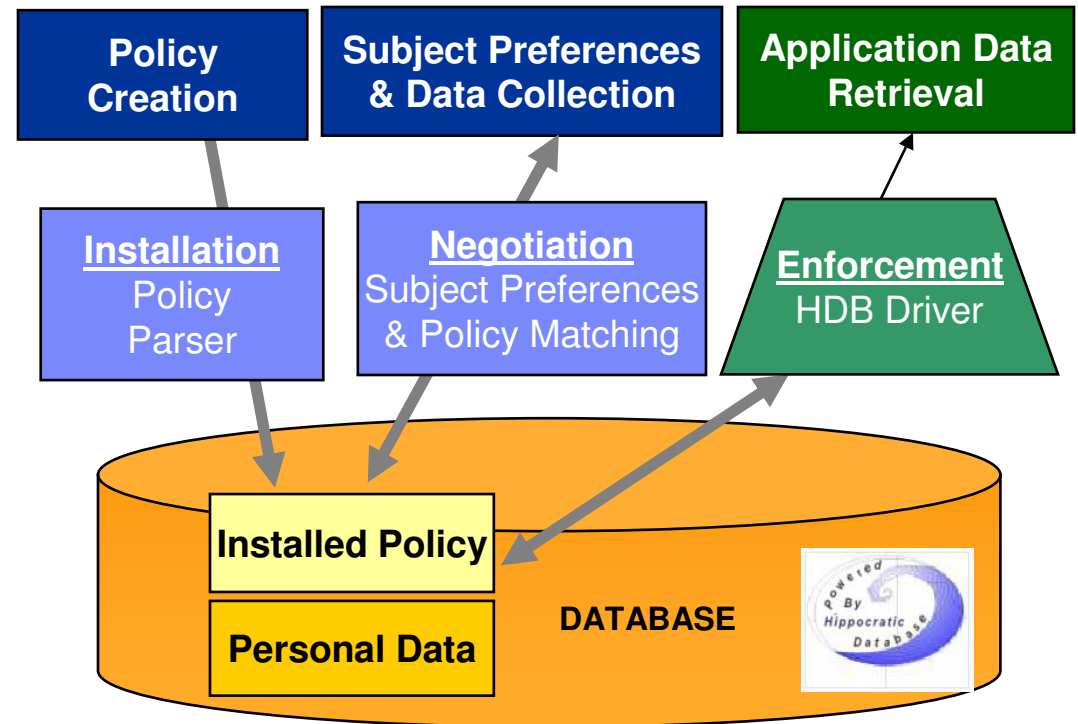 Policy
Creation
Subject Preferences
& Data Collection
Application Data
Retrieval
Installation
Policy
Parser
Negotiation
Subject Preferences
& Policy Matching
Enforcement
HDB Driver
Installed Policy
Personal Data
DATABASE
Powered
By
Hippocratic
Database